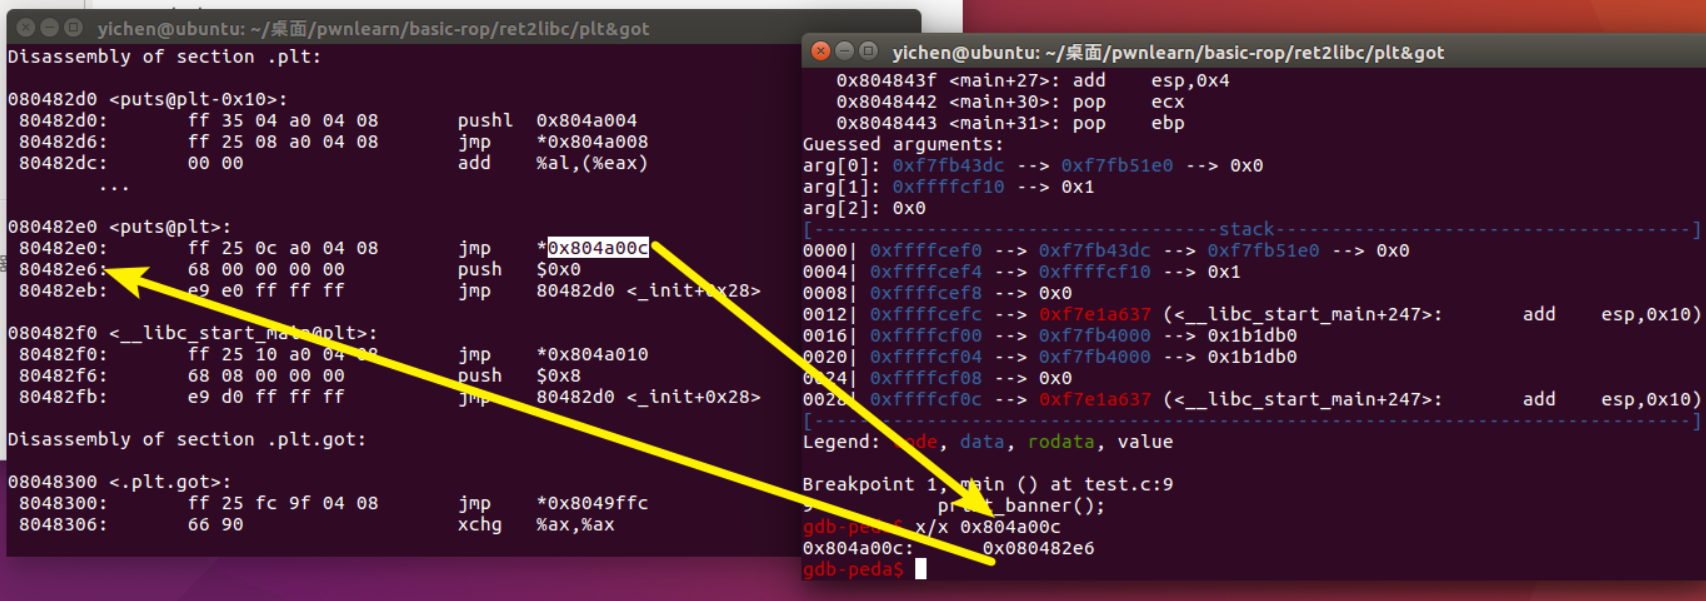 yichen@ubuntu: ~/桌面/pwnlearn/basic-rop/ret2libc/plt&got
Disassembly of section .plt:
080482d0 <puts@plt-0x10>:
80482d0: ff 35 04 a0 04 08 pushl 0x804a004
80482d6: ff 25 08 a0 04 08 jmp *0x804a008
80482dc: 00 00 add %al,(%eax)
...
080482e0 <puts@plt>:
80482e0: ff 25 0c a0 04 08 jmp *0x804a00c
80482e6: 68 00 00 00 00 push $0x0
80482eb: e9 e0 ff ff ff jmp 80482d0 <_init+0x28>
080482f0 <__libc_start_main@plt>:
80482f0: ff 25 10 a0 04 08 jmp *0x804a010
80482f6: 68 08 00 00 00 push $0x8
80482fb: e9 d0 ff ff ff jmp 80482d0 <_init+0x28>
Disassembly of section .plt.got:
08048300 <.plt.got>:
8048300: ff 25 fc 9f 04 08 jmp *0x8049ffc
8048306: 66 90 xchg %ax,%ax
yichen@ubuntu: ~/桌面/pwnlearn/basic-rop/ret2libc/plt&got
0x804843f <main+27>: add esp,0x4
0x8048442 <main+30>: pop ecx
0x8048443 <main+31>: pop ebp
Guessed arguments:
arg[0]: 0xf7fb43dc --> 0xf7fb51e0 --> 0x0
arg[1]: 0xffffcf10 --> 0x1
arg[2]: 0x0
[------------------------------------stack-------------------------------------]
0000| 0xffffcef0 --> 0xf7fb43dc --> 0xf7fb51e0 --> 0x0
0004| 0xffffcef4 --> 0xffffcf10 --> 0x1
0008| 0xffffcef8 --> 0x0
0012| 0xffffcefc --> 0xf7e1a637 (<__libc_start_main+247>: add esp,0x10)
0016| 0xffffcf00 --> 0xf7fb4000 --> 0x1b1db0
0020| 0xffffcf04 --> 0xf7fb4000 --> 0x1b1db0
0024| 0xffffcf08 --> 0x0
0028| 0xffffcf0c --> 0xf7e1a637 (<__libc_start_main+247>: add esp,0x10)
[------------------------------------------------------------------------------]
Legend: code, data, rodata, value
Breakpoint 1, main () at test.c:9
9 print_banner();
gdb-peda$ x/x 0x804a00c
0x804a00c: 0x080482e6
gdb-peda$